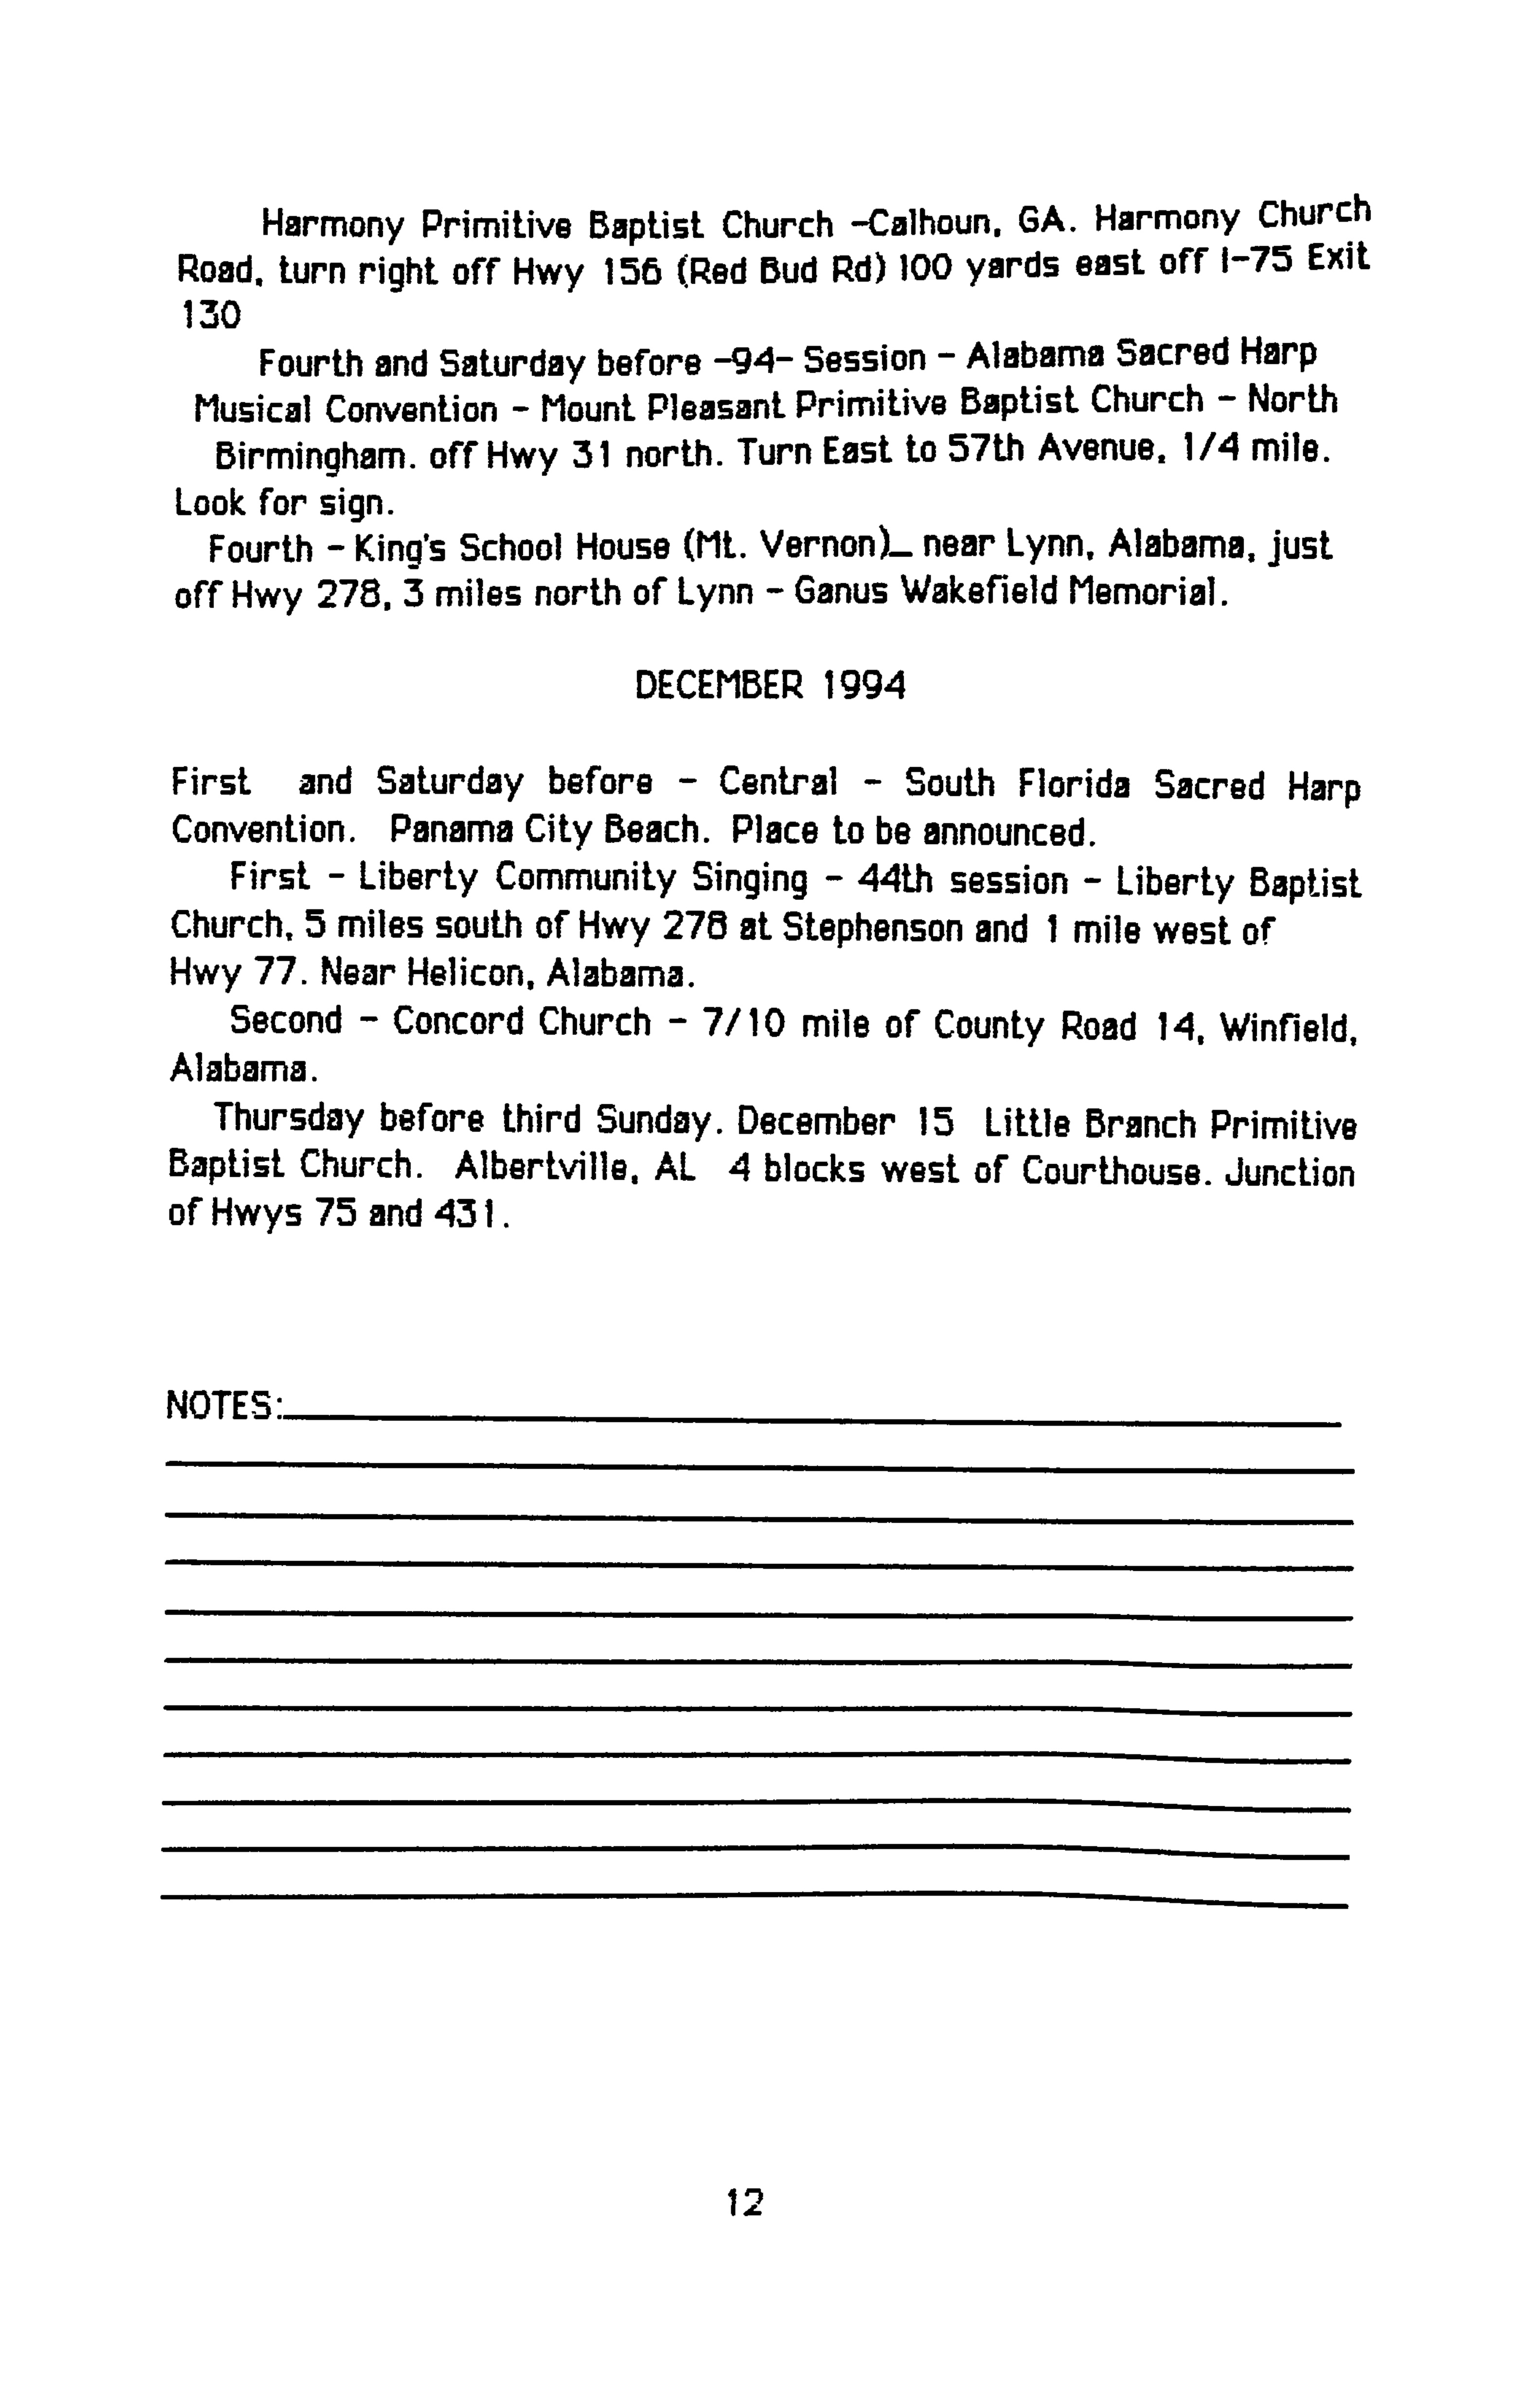 Harmony Primitive Baptist Church -Calhoun, GA. Harmony Church
Road, turn right off Hwy 156 (Red Bud Rd) 100 yards east off I-75 Exit
130
Fourth and Saturday before -94- Session - Alabama Sacred Harp
Musical Convention - Mount Pleasant Primitive Baptist Church - North
Birmingham. off Hwy 31 north. Turn East to 57th Avenue, 1/4 mile.
Look for sign.
Fourth - King's School House (Mt. Vernon)_ near Lynn, Alabama, just
off Hwy 278, 3 miles north of Lynn - Ganus Wakefield Memorial.
DECEMBER 1994
First and Saturday before - Central - South Florida Sacred Harp
Convention. Panama City Beach. Place to be announced.
First - Liberty Community Singing - 44th session - Liberty Baptist
Church, 5 miles south of Hwy 278 at Stephenson and 1 mile west of
Hwy 77. Near Helicon, Alabama.
Second - Concord Church - 7/10 mile of County Road 14, Winfield,
Alabama.
Thursday before third Sunday. December 15 Little Branch Primitive
Baptist Church. Albertville, AL 4 blocks west of Courthouse. Junction
of Hwys 75 and 431.
NOTES:
12